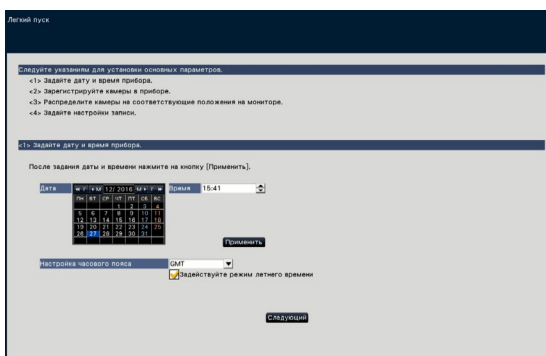 Легкий пуск
Следуйте указаниям для установки основных параметров.
<1> Задайте дату и время прибора.
<2> Зарегистрируйте камеры в приборе.
<3> Распределите камеры на соответствующие положения на мониторе.
<4> Задайте настройки записи.
<1> Задайте дату и время прибора.
После задания даты и времени нажмите на кнопку [Применить].
Дата 12/ 2016 Время 15:41
ПН ВТ СР ЧТ ПТ СБ ВС
1 2 3 4
5 6 7 8 9 10 11
12 13 14 15 16 17 18
19 20 21 22 23 24 25
26 27 28 29 30 31
Применить
Настройка часового пояса GMT
Задействуйте режим летнего времени
Следующий